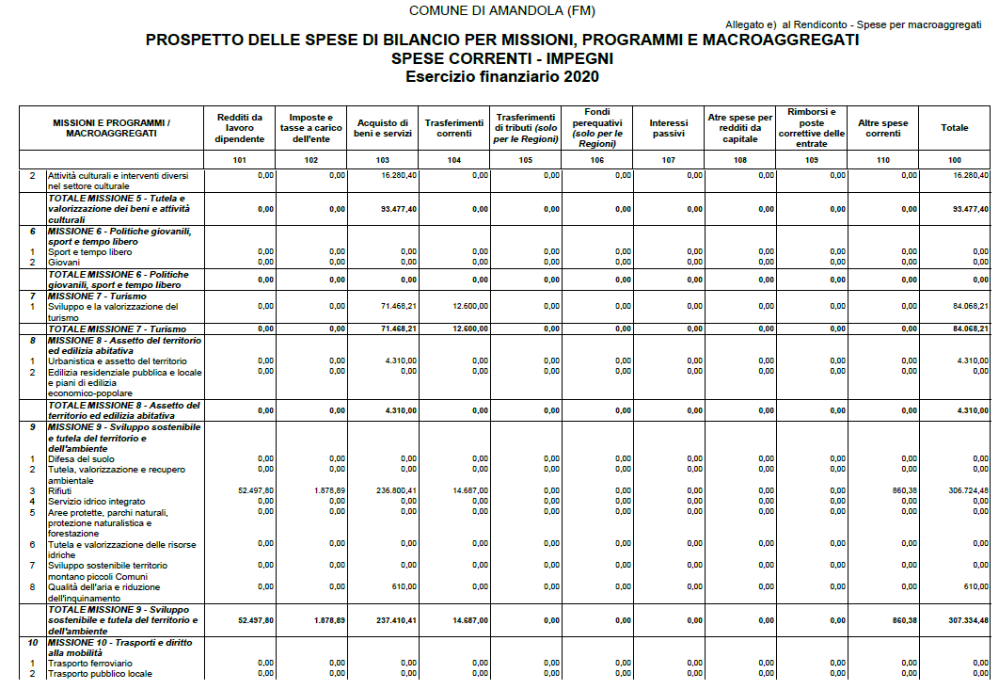 COMUNE DI AMANDOLA (FM)
Allegato e) al Rendiconto - Spese per macroaggregati
PROSPETTO DELLE SPESE DI BILANCIO PER MISSIONI, PROGRAMMI E MACROAGGREGATI
SPESE CORRENTI - IMPEGNI
Esercizio finanziario 2020
MISSIONI E PROGRAMMI /
MACROAGGREGATI
Redditi da
lavoro
dipendente
Imposte e
tasse a carico
dell'ente
Acquisto di
beni e servizi
Trasferimenti
correnti
Trasferimenti
di tributi (solo
per le Regioni)
Fondi
perequativi
(solo per le
Regioni)
Interessi
passivi
Atre spese per
redditi da
capitale
Rimborsi e
poste
correttive delle
entrate
Altre spese
correnti
Totale
101 102 103 104 105 106 107 108 109 110 100
2 Attività culturali e interventi diversi 0,00 0,00 16.280,40 0,00 0,00 0,00 0,00 0,00 0,00 0,00 16.280,40
nel settore culturale
TOTALE MISSIONE 5 - Tutela e
valorizzazione dei beni e attività 0,00 0,00 93.477,40 0,00 0,00 0,00 0,00 0,00 0,00 0,00 93.477,40
culturali
6 MISSIONE 6 - Politiche giovanili,
sport e tempo libero
1 Sport e tempo libero 0,00 0,00 0,00 0,00 0,00 0,00 0,00 0,00 0,00 0,00 0,00
2 Giovani 0,00 0,00 0,00 0,00 0,00 0,00 0,00 0,00 0,00 0,00 0,00
TOTALE MISSIONE 6 - Politiche
giovanili, sport e tempo libero 0,00 0,00 0,00 0,00 0,00 0,00 0,00 0,00 0,00 0,00 0,00
7 MISSIONE 7 - Turismo
1 Sviluppo e la valorizzazione del 0,00 0,00 71.468,21 12.600,00 0,00 0,00 0,00 0,00 0,00 0,00 84.068,21
turismo
TOTALE MISSIONE 7 - Turismo 0,00 0,00 71.468,21 12.600,00 0,00 0,00 0,00 0,00 0,00 0,00 84.068,21
8 MISSIONE 8 - Assetto del territorio
ed edilizia abitativa
1 Urbanistica e assetto del territorio 0,00 0,00 4.310,00 0,00 0,00 0,00 0,00 0,00 0,00 0,00 4.310,00
2 Edilizia residenziale pubblica e locale 0,00 0,00 0,00 0,00 0,00 0,00 0,00 0,00 0,00 0,00 0,00
e piani di edilizia
economico-popolare
TOTALE MISSIONE 8 - Assetto del
territorio ed edilizia abitativa 0,00 0,00 4.310,00 0,00 0,00 0,00 0,00 0,00 0,00 0,00 4.310,00
9 MISSIONE 9 - Sviluppo sostenibile
e tutela del territorio e
dell'ambiente
1 Difesa del suolo 0,00 0,00 0,00 0,00 0,00 0,00 0,00 0,00 0,00 0,00 0,00
2 Tutela, valorizzazione e recupero 0,00 0,00 0,00 0,00 0,00 0,00 0,00 0,00 0,00 0,00 0,00
ambientale
3 Rifiuti 52.497,80 1.878,89 236.800,41 14.687,00 0,00 0,00 0,00 0,00 0,00 860,38 306.724,48
4 Servizio idrico integrato 0,00 0,00 0,00 0,00 0,00 0,00 0,00 0,00 0,00 0,00 0,00
5 Aree protette, parchi naturali, 0,00 0,00 0,00 0,00 0,00 0,00 0,00 0,00 0,00 0,00 0,00
protezione naturalistica e
forestazione
6 Tutela e valorizzazione delle risorse 0,00 0,00 0,00 0,00 0,00 0,00 0,00 0,00 0,00 0,00 0,00
idriche
7 Sviluppo sostenibile territorio 0,00 0,00 0,00 0,00 0,00 0,00 0,00 0,00 0,00 0,00 0,00
montano piccoli Comuni
8 Qualità dell'aria e riduzione 0,00 0,00 610,00 0,00 0,00 0,00 0,00 0,00 0,00 0,00 610,00
dell'inquinamento
TOTALE MISSIONE 9 - Sviluppo
sostenibile e tutela del territorio e 52.497,80 1.878,89 237.410,41 14.687,00 0,00 0,00 0,00 0,00 0,00 860,38 307.334,48
dell'ambiente
10 MISSIONE 10 - Trasporti e diritto
alla mobilità
1 Trasporto ferroviario 0,00 0,00 0,00 0,00 0,00 0,00 0,00 0,00 0,00 0,00 0,00
2 Trasporto pubblico locale 0,00 0,00 0,00 0,00 0,00 0,00 0,00 0,00 0,00 0,00 0,00